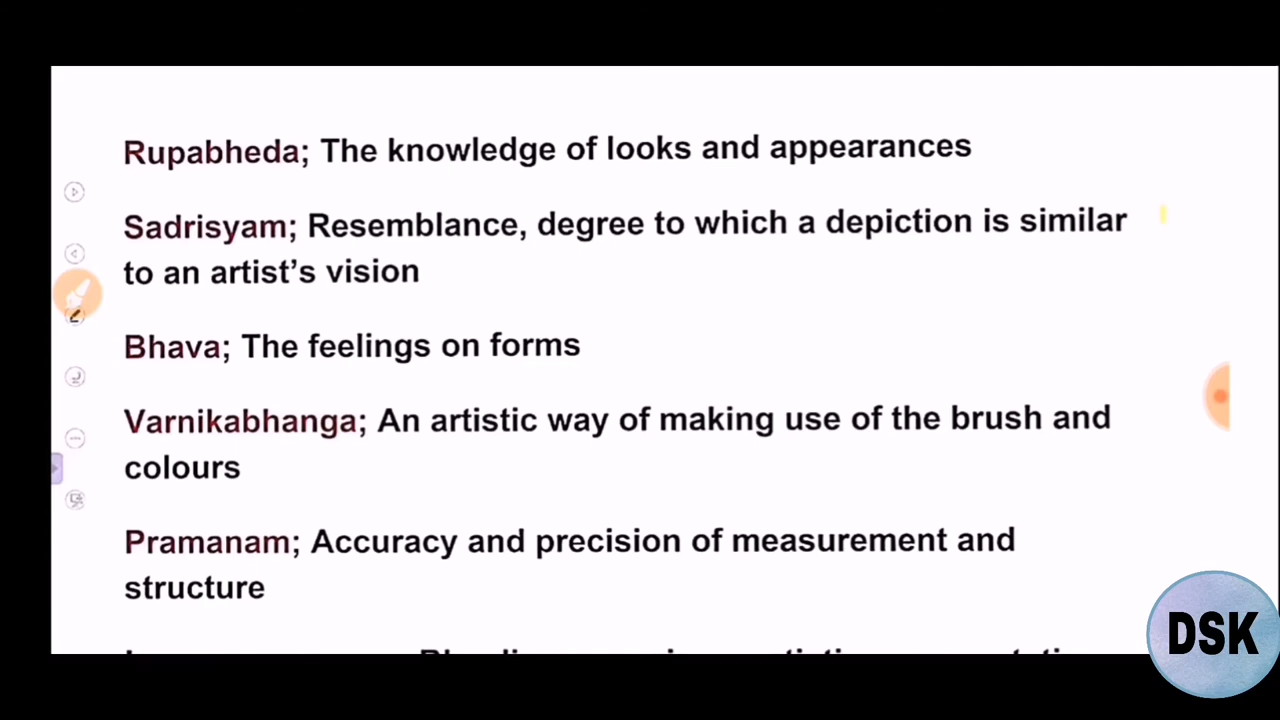 Rupabheda; The knowledge of looks and appearances
Sadrisyam; Resemblance, degree to which a depiction is similar
to an artist’s vision
Bhava; The feelings on forms
Varnikabhanga; An artistic way of making use of the brush and
colours
Pramanam; Accuracy and precision of measurement and
structure
DSK